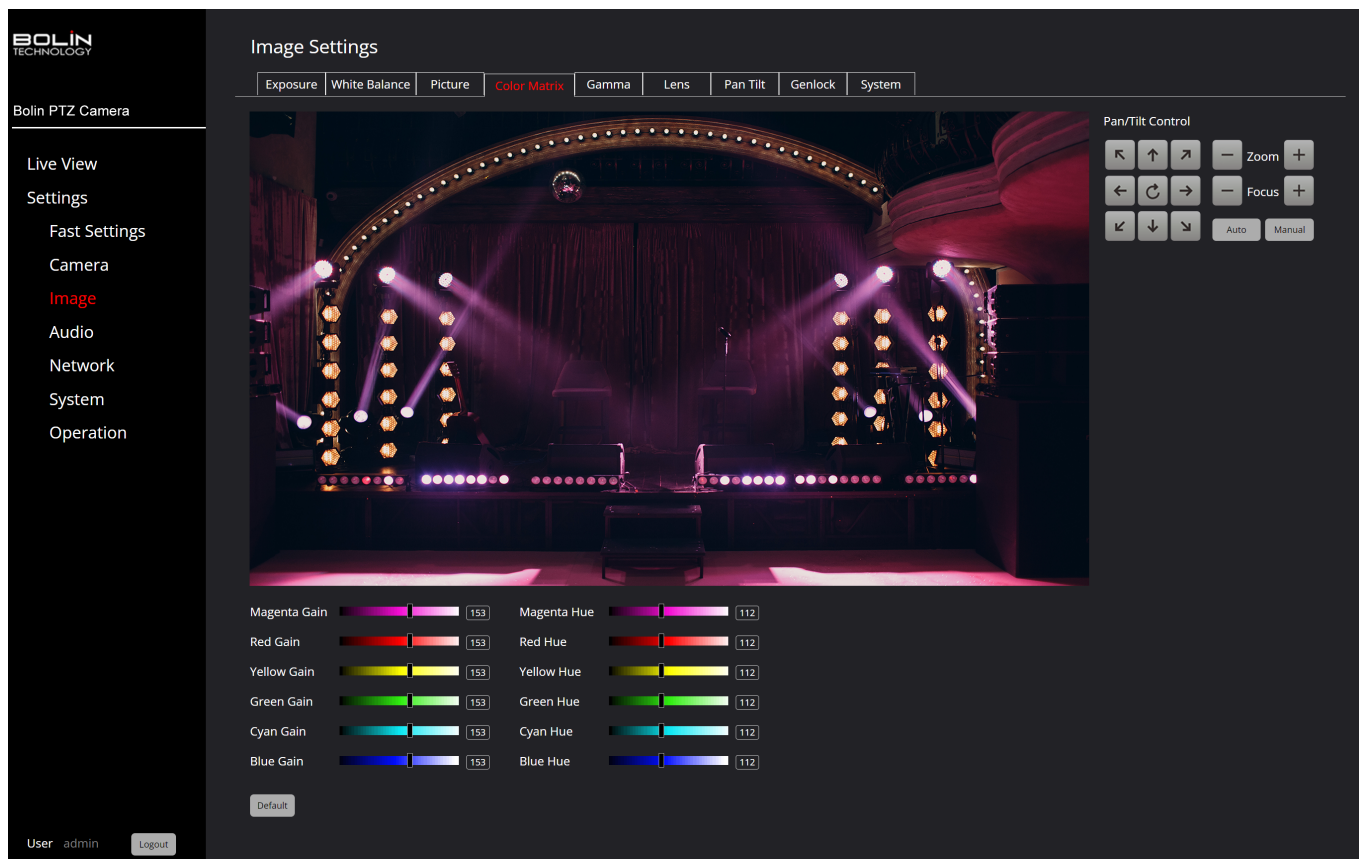 BOLIN
TECHNOLOGY
Bolin PTZ Camera
Live View
Settings
Fast Settings
Camera
Image
Audio
Network
System
Operation
User admin
Logout
Image Settings
Exposure White Balance Picture Color Matrix Gamma Lens Pan Tilt Genlock System
Pan/Tilt Control
Zoom
Focus
Auto Manual
Magenta Gain 153 Magenta Hue 112
Red Gain 153 Red Hue 112
Yellow Gain 153 Yellow Hue 112
Green Gain 153 Green Hue 112
Cyan Gain 153 Cyan Hue 112
Blue Gain 153 Blue Hue 112
Default